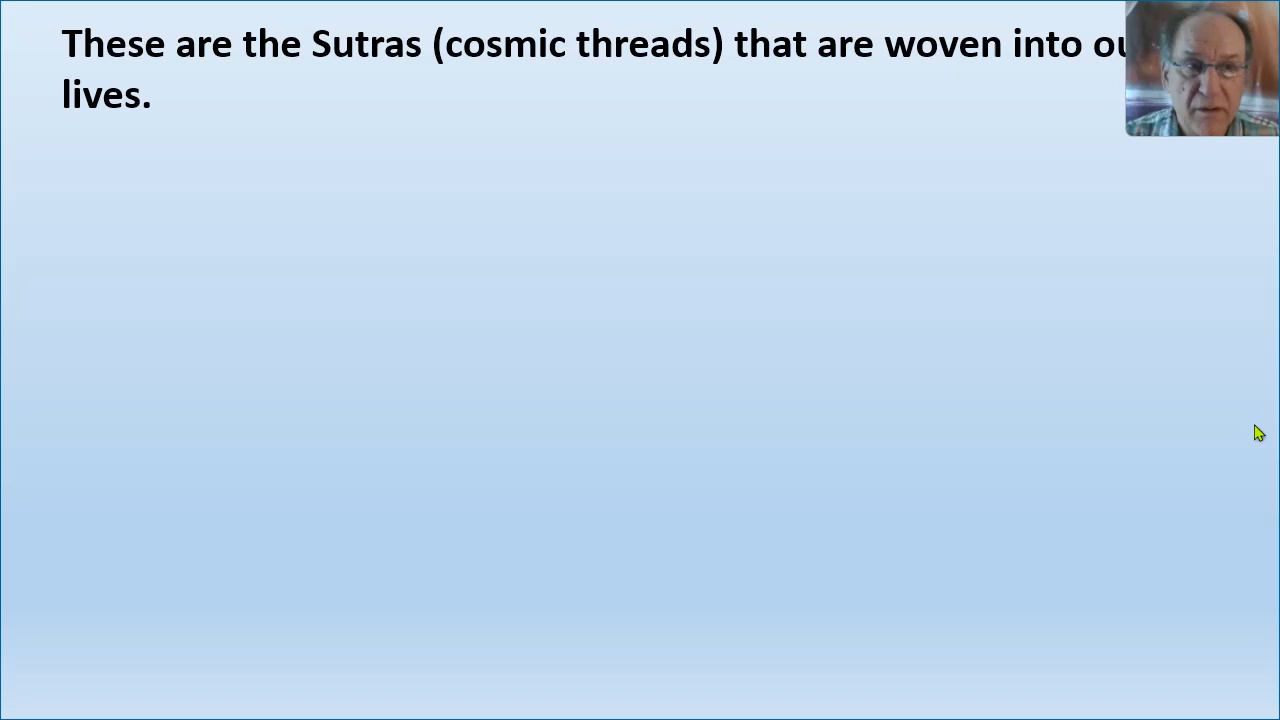 These are the Sutras (cosmic threads) that are woven into
lives.